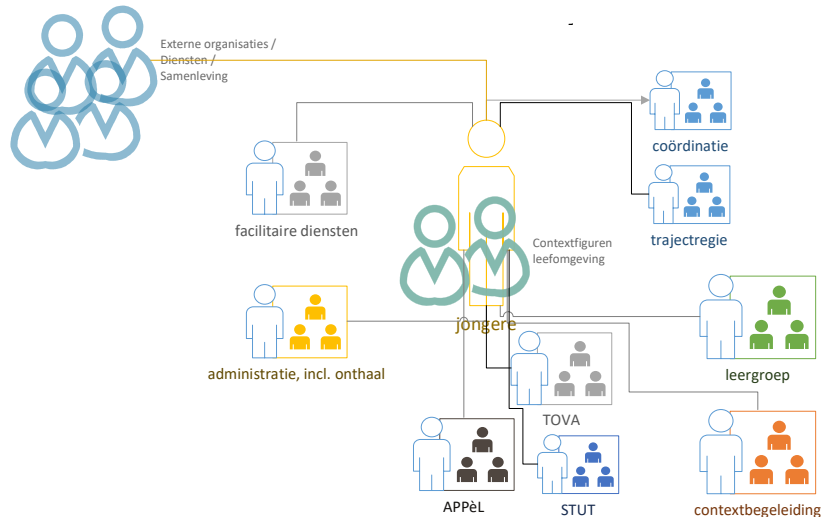 Externe organisaties /
Diensten /
Samenleving
coördinatie
facilitaire diensten
trajectregie
Contextfiguren
leefomgeving
jongere
administratie, incl. onthaal
leergroep
TOVA
APPèL
STUT
contextbegeleiding